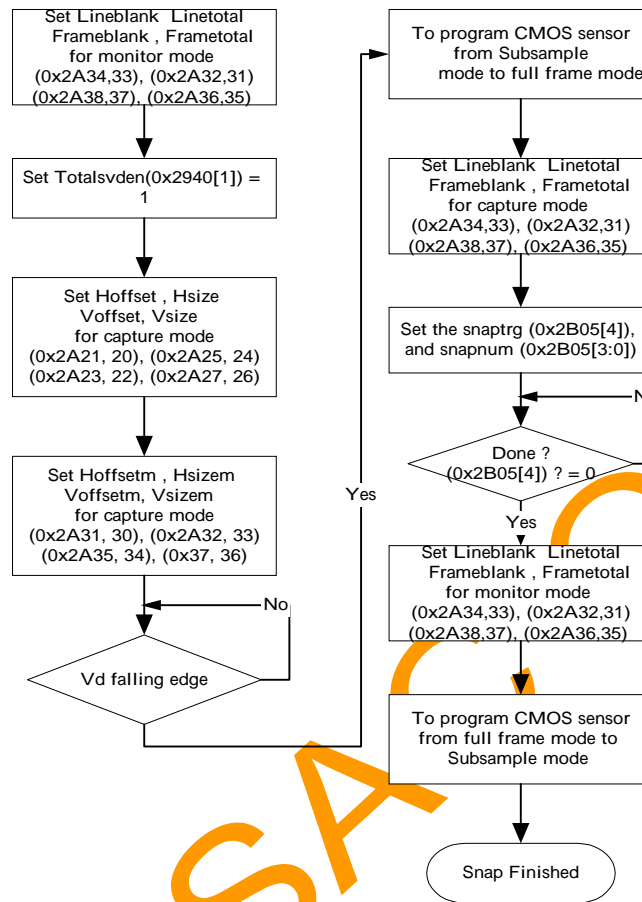 Set Lineblank Linetotal
Frameblank , Frametotal
for monitor mode
(0x2A34,33), (0x2A32,31)
(0x2A38,37), (0x2A36,35)
Set Totalsvden(0x2940[1]) =
1
Set Hoffset , Hsize
Voffset, Vsize
for capture mode
(0x2A21, 20), (0x2A25, 24)
(0x2A23, 22), (0x2A27, 26)
Set Hoffsetm , Hsizem
Voffsetm, Vsizem
for capture mode
(0x2A31, 30), (0x2A32, 33)
(0x2A35, 34), (0x37, 36)
No
Vd falling edge
Yes
To program CMOS sensor
from Subsample
mode to full frame mode
Set Lineblank Linetotal
Frameblank , Frametotal
for capture mode
(0x2A34,33), (0x2A32,31)
(0x2A38,37), (0x2A36,35)
Set the snaptrg (0x2B05[4]),
and snapnum (0x2B05[3:0])
Done ?
(0x2B05[4]) ? = 0
Yes
Set Lineblank Linetotal
Frameblank , Frametotal
for monitor mode
(0x2A34,33), (0x2A32,31)
(0x2A38,37), (0x2A36,35)
To program CMOS sensor
from full frame mode to
Subsample mode
Snap Finished